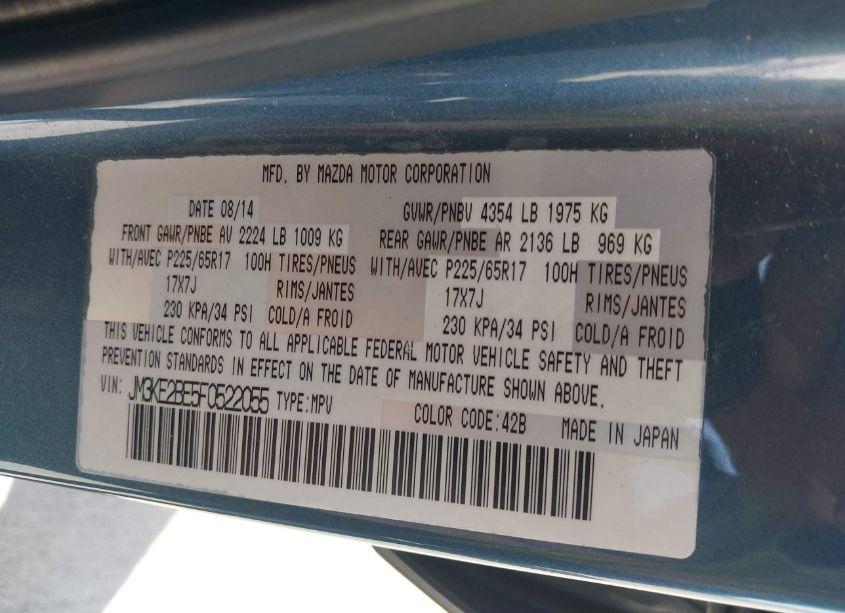 MFD. BY MAZDA MOTOR CORPORATION
DATE 08/14 GVWR/PNBV 4354 LB 1975 KG
FRONT GAWR/PNBE AV 2224 LB 1009 KG REAR GAWR/PNBE AR 2136 LB 969 KG
WITH/AVEC P225/65R17 100H TIRES/PNEUS WITH/AVEC P225/65R17 100H TIRES/PNEUS
17X7J RIMS/JANTES 17X7J RIMS/JANTES
230 KPA/34 PSI COLD/A FROID 230 KPA/34 PSI COLD/A FROID
THIS VEHICLE CONFORMS TO ALL APPLICABLE FEDERAL MOTOR VEHICLE SAFETY AND THEFT
PREVENTION STANDARDS IN EFFECT ON THE DATE OF MANUFACTURE SHOWN ABOVE.
VIN: JM3KE2BE5F0522055 TYPE:MPV COLOR CODE:42B MADE IN JAPAN